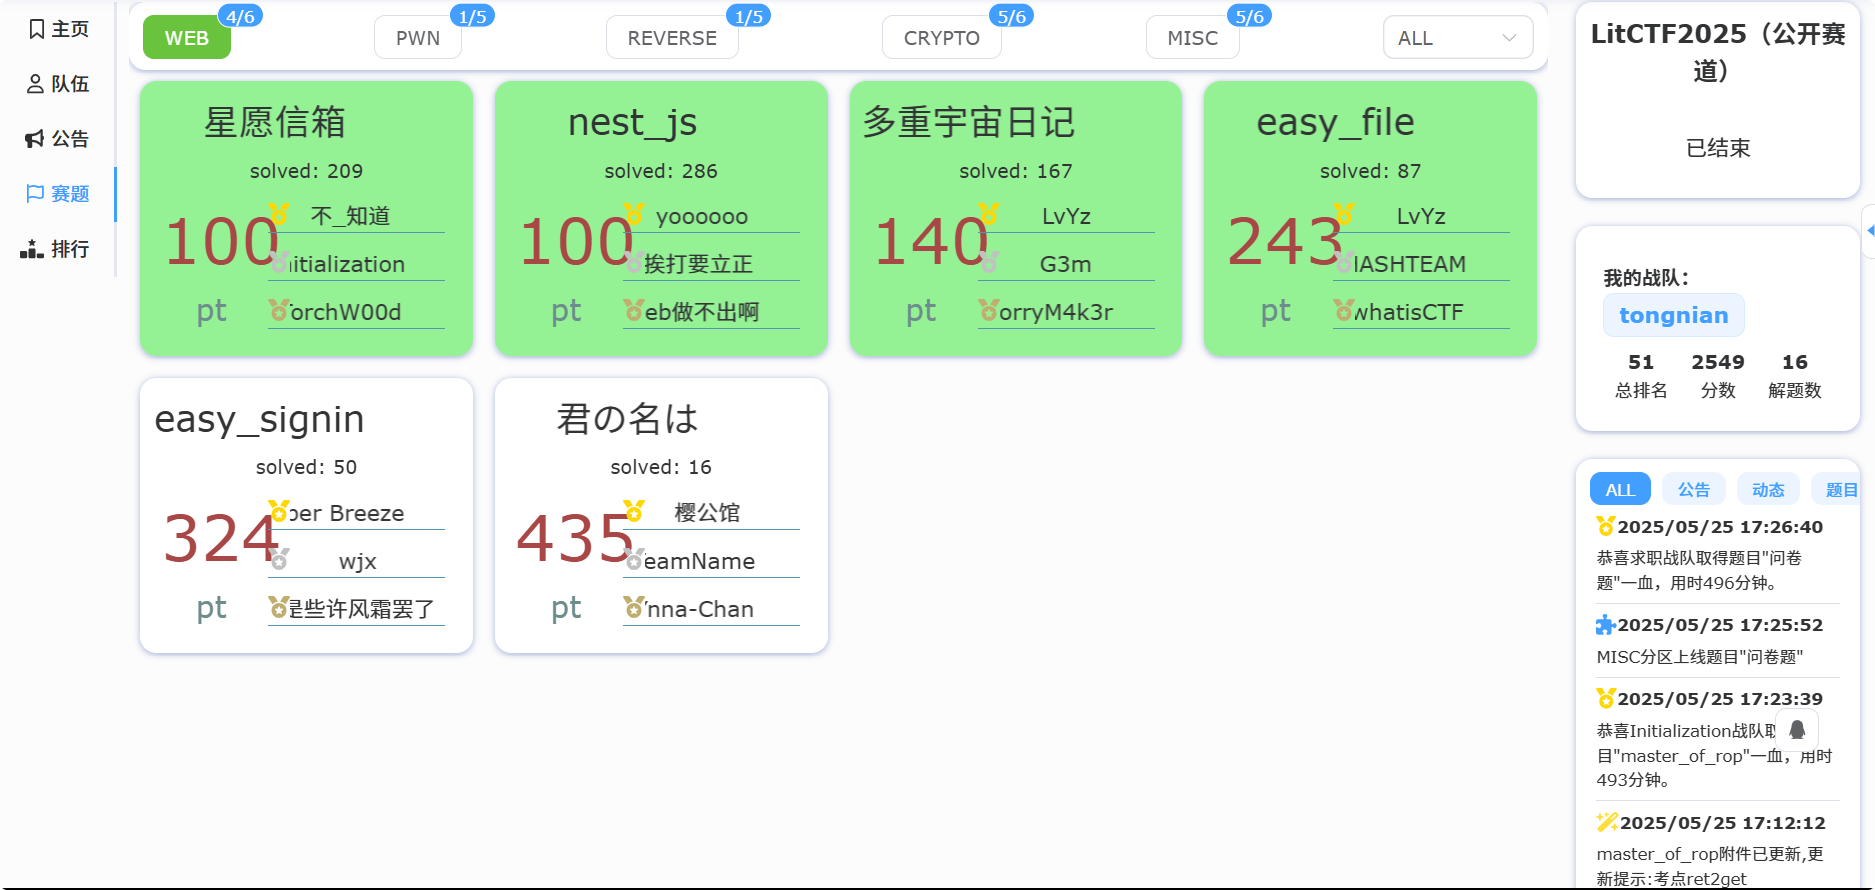 主页
队伍
公告
赛题
排行
WEB
4/6
PWN
1/5
REVERSE
1/5
CRYPTO
5/6
MISC
5/6
ALL
星愿信箱
solved: 209
100
pt
不_知道
nitialization
orchW00d
nest_js
solved: 286
100
pt
yoooooo
挨打要立正
eb做不出啊
多重宇宙日记
solved: 167
140
pt
LvYz
G3m
orryM4k3r
easy_file
solved: 87
243
pt
LvYz
ASHTEAM
whatisCTF
easy_signin
solved: 50
324
pt
ber Breeze
wjx
是些许风霜罢了
君の名は
solved: 16
435
pt
樱公馆
eamName
nna-Chan
LitCTF2025（公开赛
道）
已结束
我的战队：
tongnian
51 2549 16
总排名 分数 解题数
ALL 公告 动态 题目
2025/05/25 17:26:40
恭喜求职战队取得题目"问卷
题"一血，用时496分钟。
2025/05/25 17:25:52
MISC分区上线题目"问卷题"
2025/05/25 17:23:39
恭喜Initialization战队取
目"master_of_rop"一血，用时
493分钟。
2025/05/25 17:12:12
master_of_rop附件已更新,更
新提示:考点ret2get